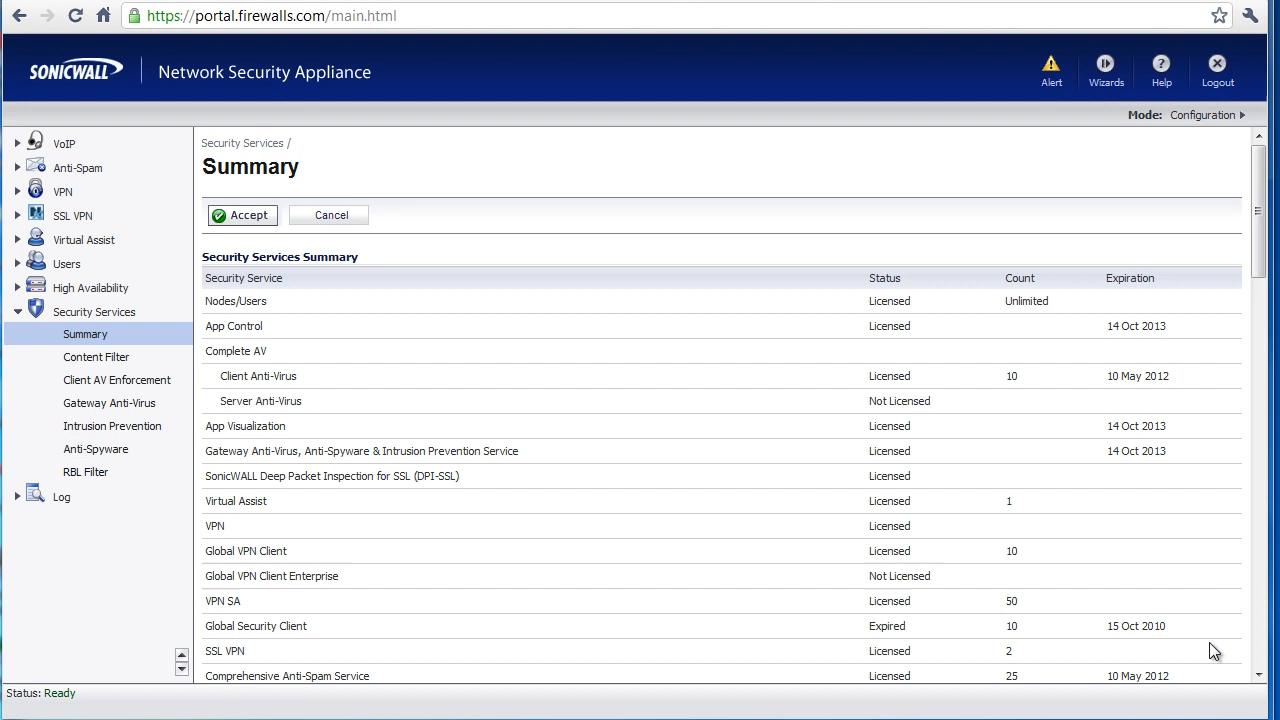 https://portal.firewalls.com/main.html
SONICWALL Network Security Appliance
Alert Wizards Help Logout
Mode: Configuration
VoIP
Anti-Spam
VPN
SSL VPN
Virtual Assist
Users
High Availability
Security Services
Summary
Content Filter
Client AV Enforcement
Gateway Anti-Virus
Intrusion Prevention
Anti-Spyware
RBL Filter
Log
Security Services /
Summary
Accept Cancel
Security Services Summary
Security Service Status Count Expiration
Nodes/Users Licensed Unlimited
App Control Licensed 14 Oct 2013
Complete AV
Client Anti-Virus Licensed 10 10 May 2012
Server Anti-Virus Not Licensed
App Visualization Licensed 14 Oct 2013
Gateway Anti-Virus, Anti-Spyware & Intrusion Prevention Service Licensed 14 Oct 2013
SonicWALL Deep Packet Inspection for SSL (DPI-SSL) Licensed
Virtual Assist Licensed 1
VPN Licensed
Global VPN Client Licensed 10
Global VPN Client Enterprise Not Licensed
VPN SA Licensed 50
Global Security Client Expired 10 15 Oct 2010
SSL VPN Licensed 2
Comprehensive Anti-Spam Service Licensed 25 10 May 2012
Status: Ready